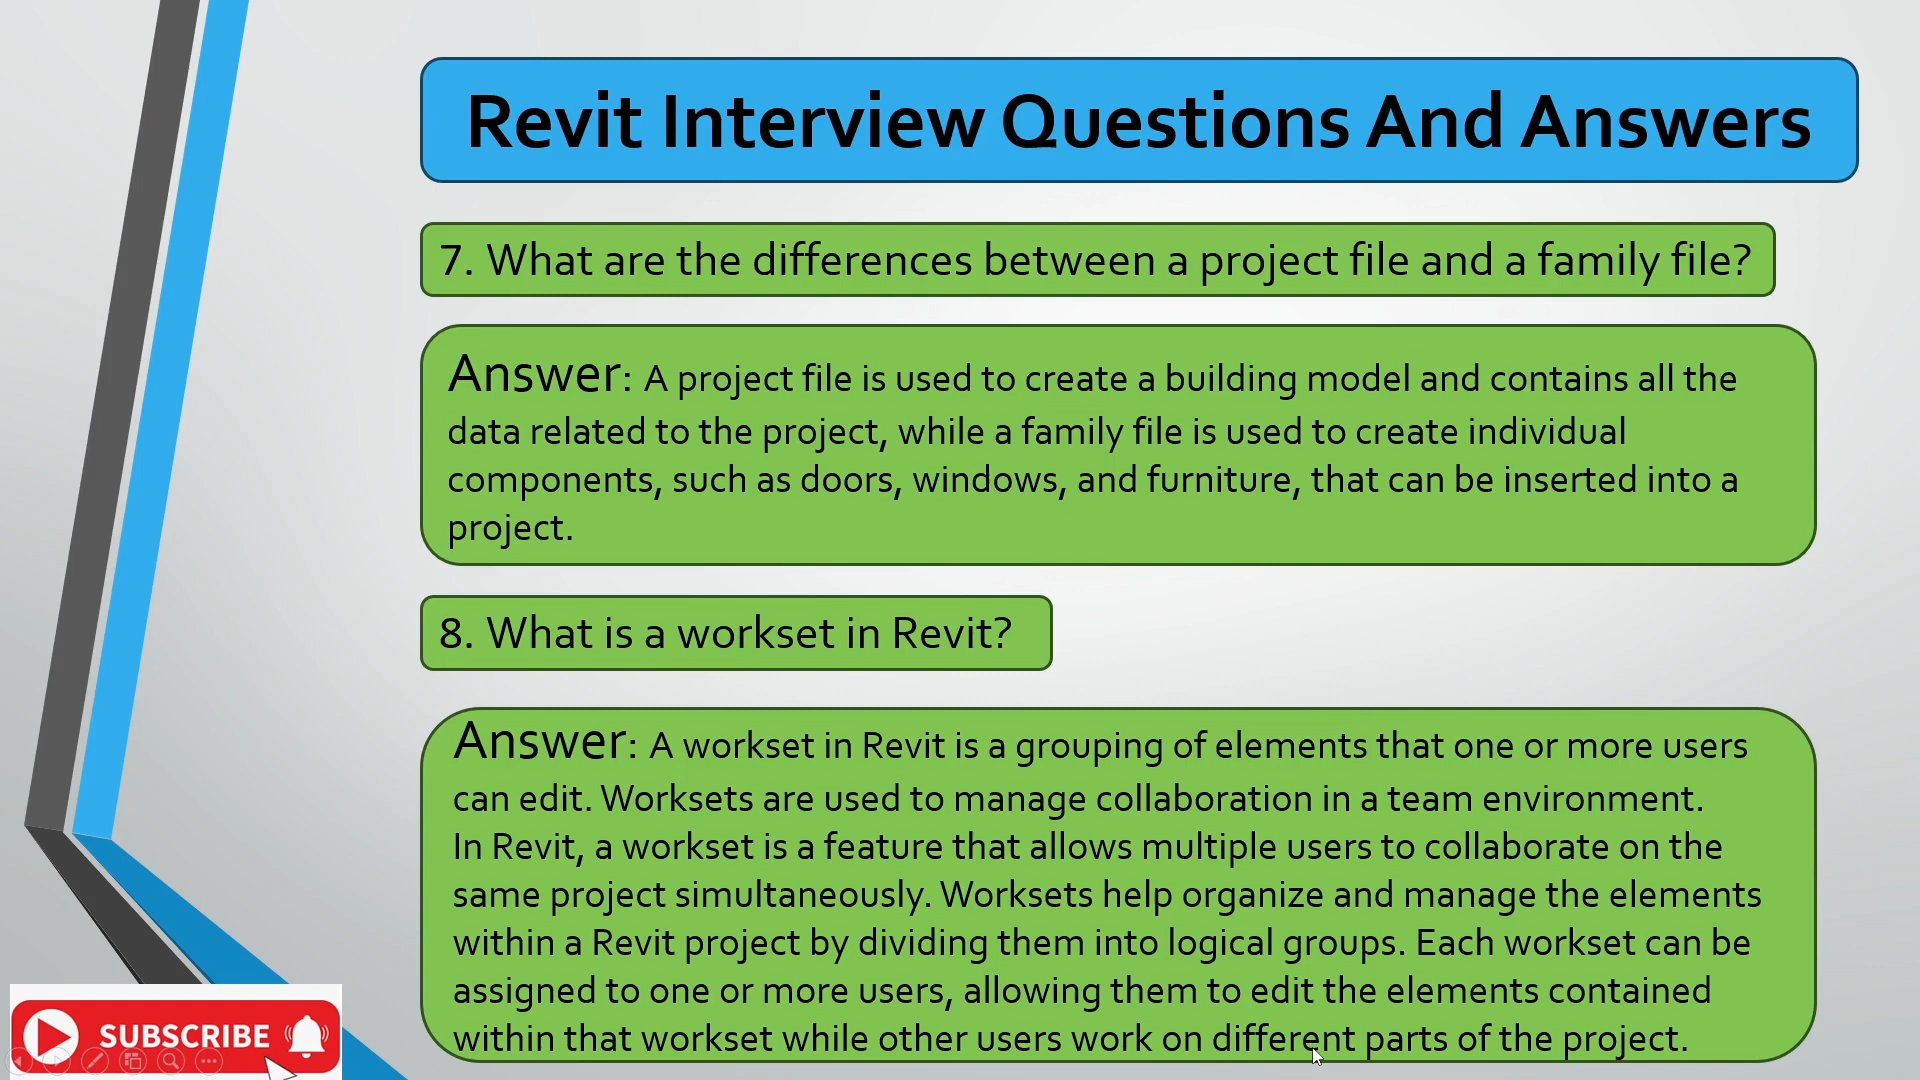 Revit Interview Questions And Answers
7. What are the differences between a project file and a family file?
Answer: A project file is used to create a building model and contains all the
data related to the project, while a family file is used to create individual
components, such as doors, windows, and furniture, that can be inserted into a
project.
8. What is a workset in Revit?
Answer: A workset in Revit is a grouping of elements that one or more users
can edit. Worksets are used to manage collaboration in a team environment.
In Revit, a workset is a feature that allows multiple users to collaborate on the
same project simultaneously. Worksets help organize and manage the elements
within a Revit project by dividing them into logical groups. Each workset can be
assigned to one or more users, allowing them to edit the elements contained
within that workset while other users work on different parts of the project.
SUBSCRIBE